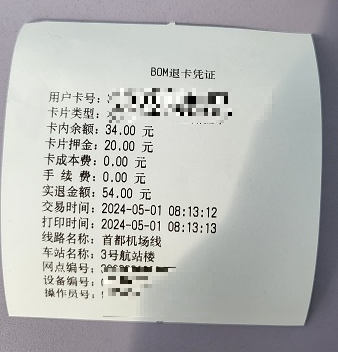 BOM退卡凭证
用户卡号：
卡片类型：
卡内余额：34.00 元
卡片押金：20.00 元
卡成本费：0.00 元
手 续 费：0.00 元
实退金额：54.00 元
交易时间：2024-05-01 08:13:12
打印时间：2024-05-01 08:13:13
线路名称：首都机场线
车站名称：3号航站楼
网点编号：
设备编号：
操作员号：